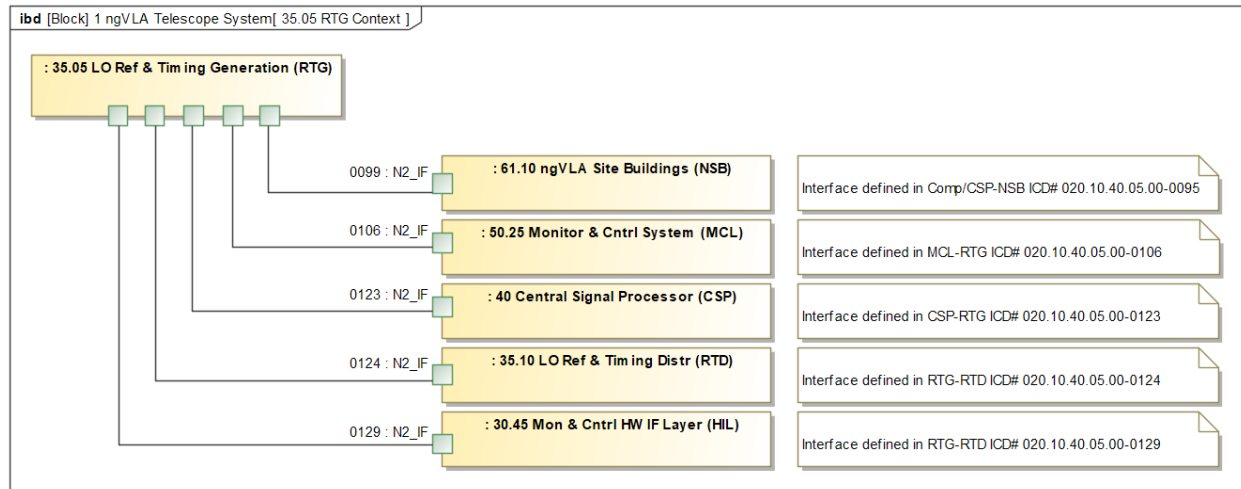 ibd [Block] 1 ngVLA Telescope System[ 35.05 RTG Context ]
: 35.05 LO Ref & Timing Generation (RTG)
0099 : N2_IF
: 61.10 ngVLA Site Buildings (NSB)
Interface defined in Comp/CSP-NSB ICD# 020.10.40.05.00-0095
0106 : N2_IF
: 50.25 Monitor & Cntrl System (MCL)
Interface defined in MCL-RTG ICD# 020.10.40.05.00-0106
0123 : N2_IF
: 40 Central Signal Processor (CSP)
Interface defined in CSP-RTG ICD# 020.10.40.05.00-0123
0124 : N2_IF
: 35.10 LO Ref & Timing Distr (RTD)
Interface defined in RTG-RTD ICD# 020.10.40.05.00-0124
0129 : N2_IF
: 30.45 Mon & Cntrl HW IF Layer (HIL)
Interface defined in RTG-RTD ICD# 020.10.40.05.00-0129